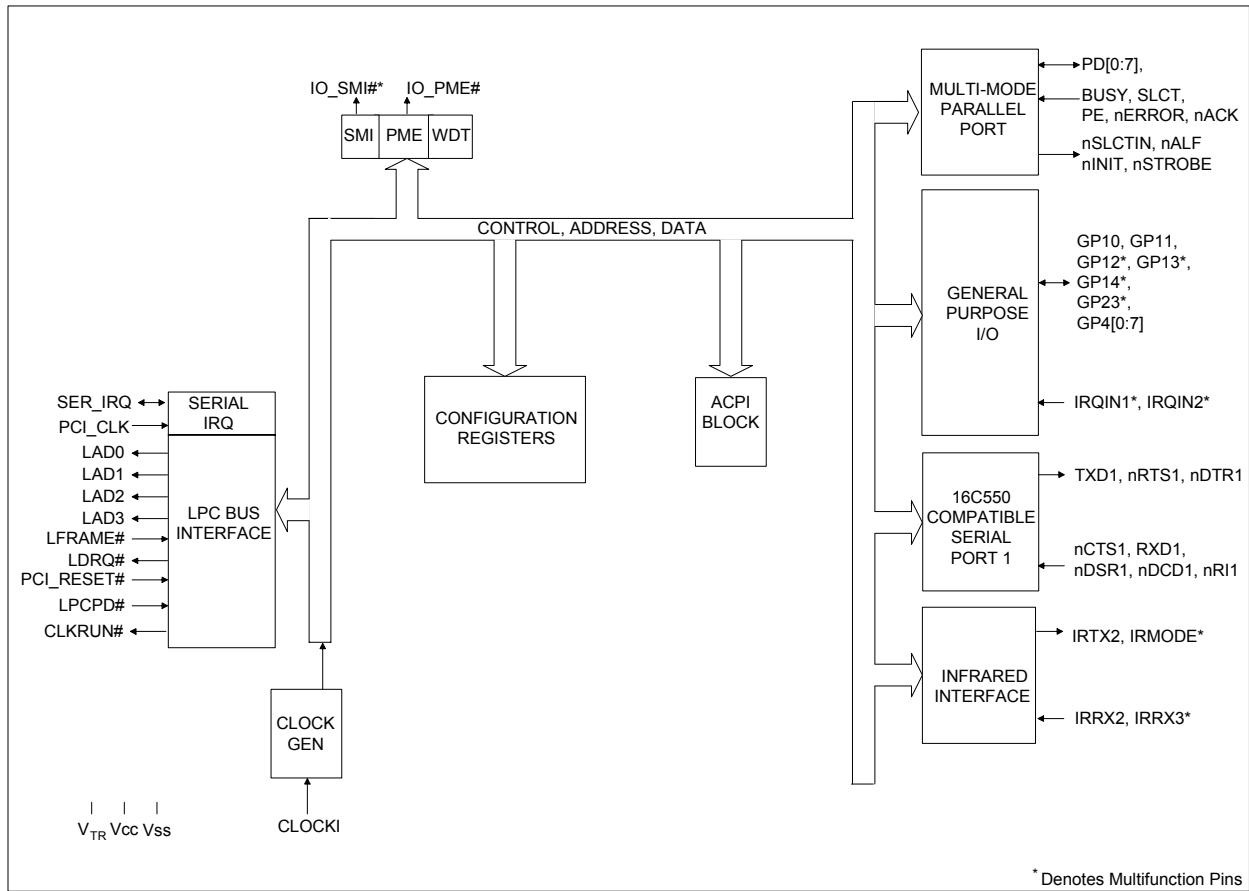 IO_SMI#*
IO_PME#
SMI
PME
WDT
CONTROL, ADDRESS, DATA
MULTI-MODE
PARALLEL
PORT
PD[0:7],
BUSY, SLCT,
PE, nERROR, nACK
nSLCTIN, nALF
nINIT, nSTROBE
GENERAL
PURPOSE
I/O
GP10, GP11,
GP12*, GP13*,
GP14*,
GP23*,
GP4[0:7]
IRQIN1*, IRQIN2*
CONFIGURATION
REGISTERS
ACPI
BLOCK
SER_IRQ
PCI_CLK
LAD0
LAD1
LAD2
LAD3
LFRAME#
LDRQ#
PCI_RESET#
LPCPD#
CLKRUN#
SERIAL
IRQ
LPC BUS
INTERFACE
16C550
COMPATIBLE
SERIAL
PORT 1
TXD1, nRTS1, nDTR1
nCTS1, RXD1,
nDSR1, nDCD1, nRI1
INFRARED
INTERFACE
IRTX2, IRMODE*
IRRX2, IRRX3*
CLOCK
GEN
CLOCKI
VTR Vcc Vss
* Denotes Multifunction Pins